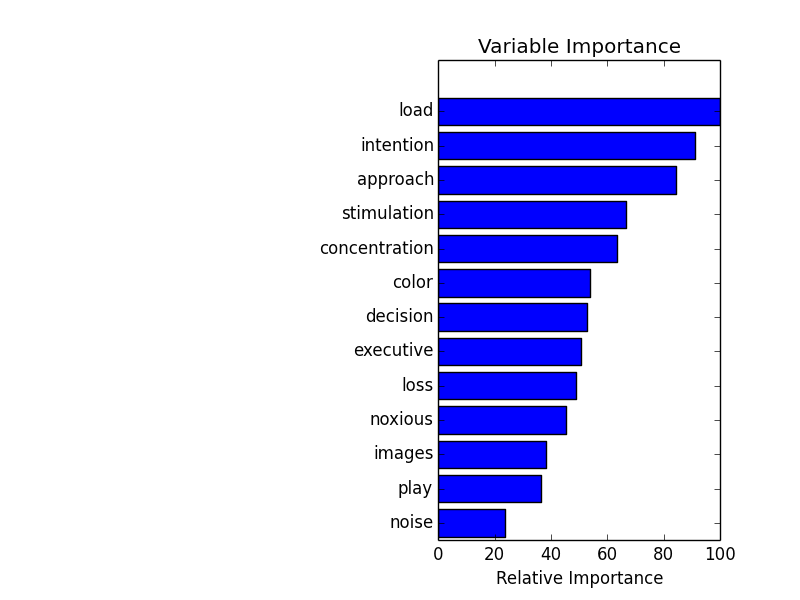 Variable Importance
load
intention
approach
stimulation
concentration
color
decision
executive
loss
noxious
images
play
noise
0 20 40 60 80 100
Relative Importance